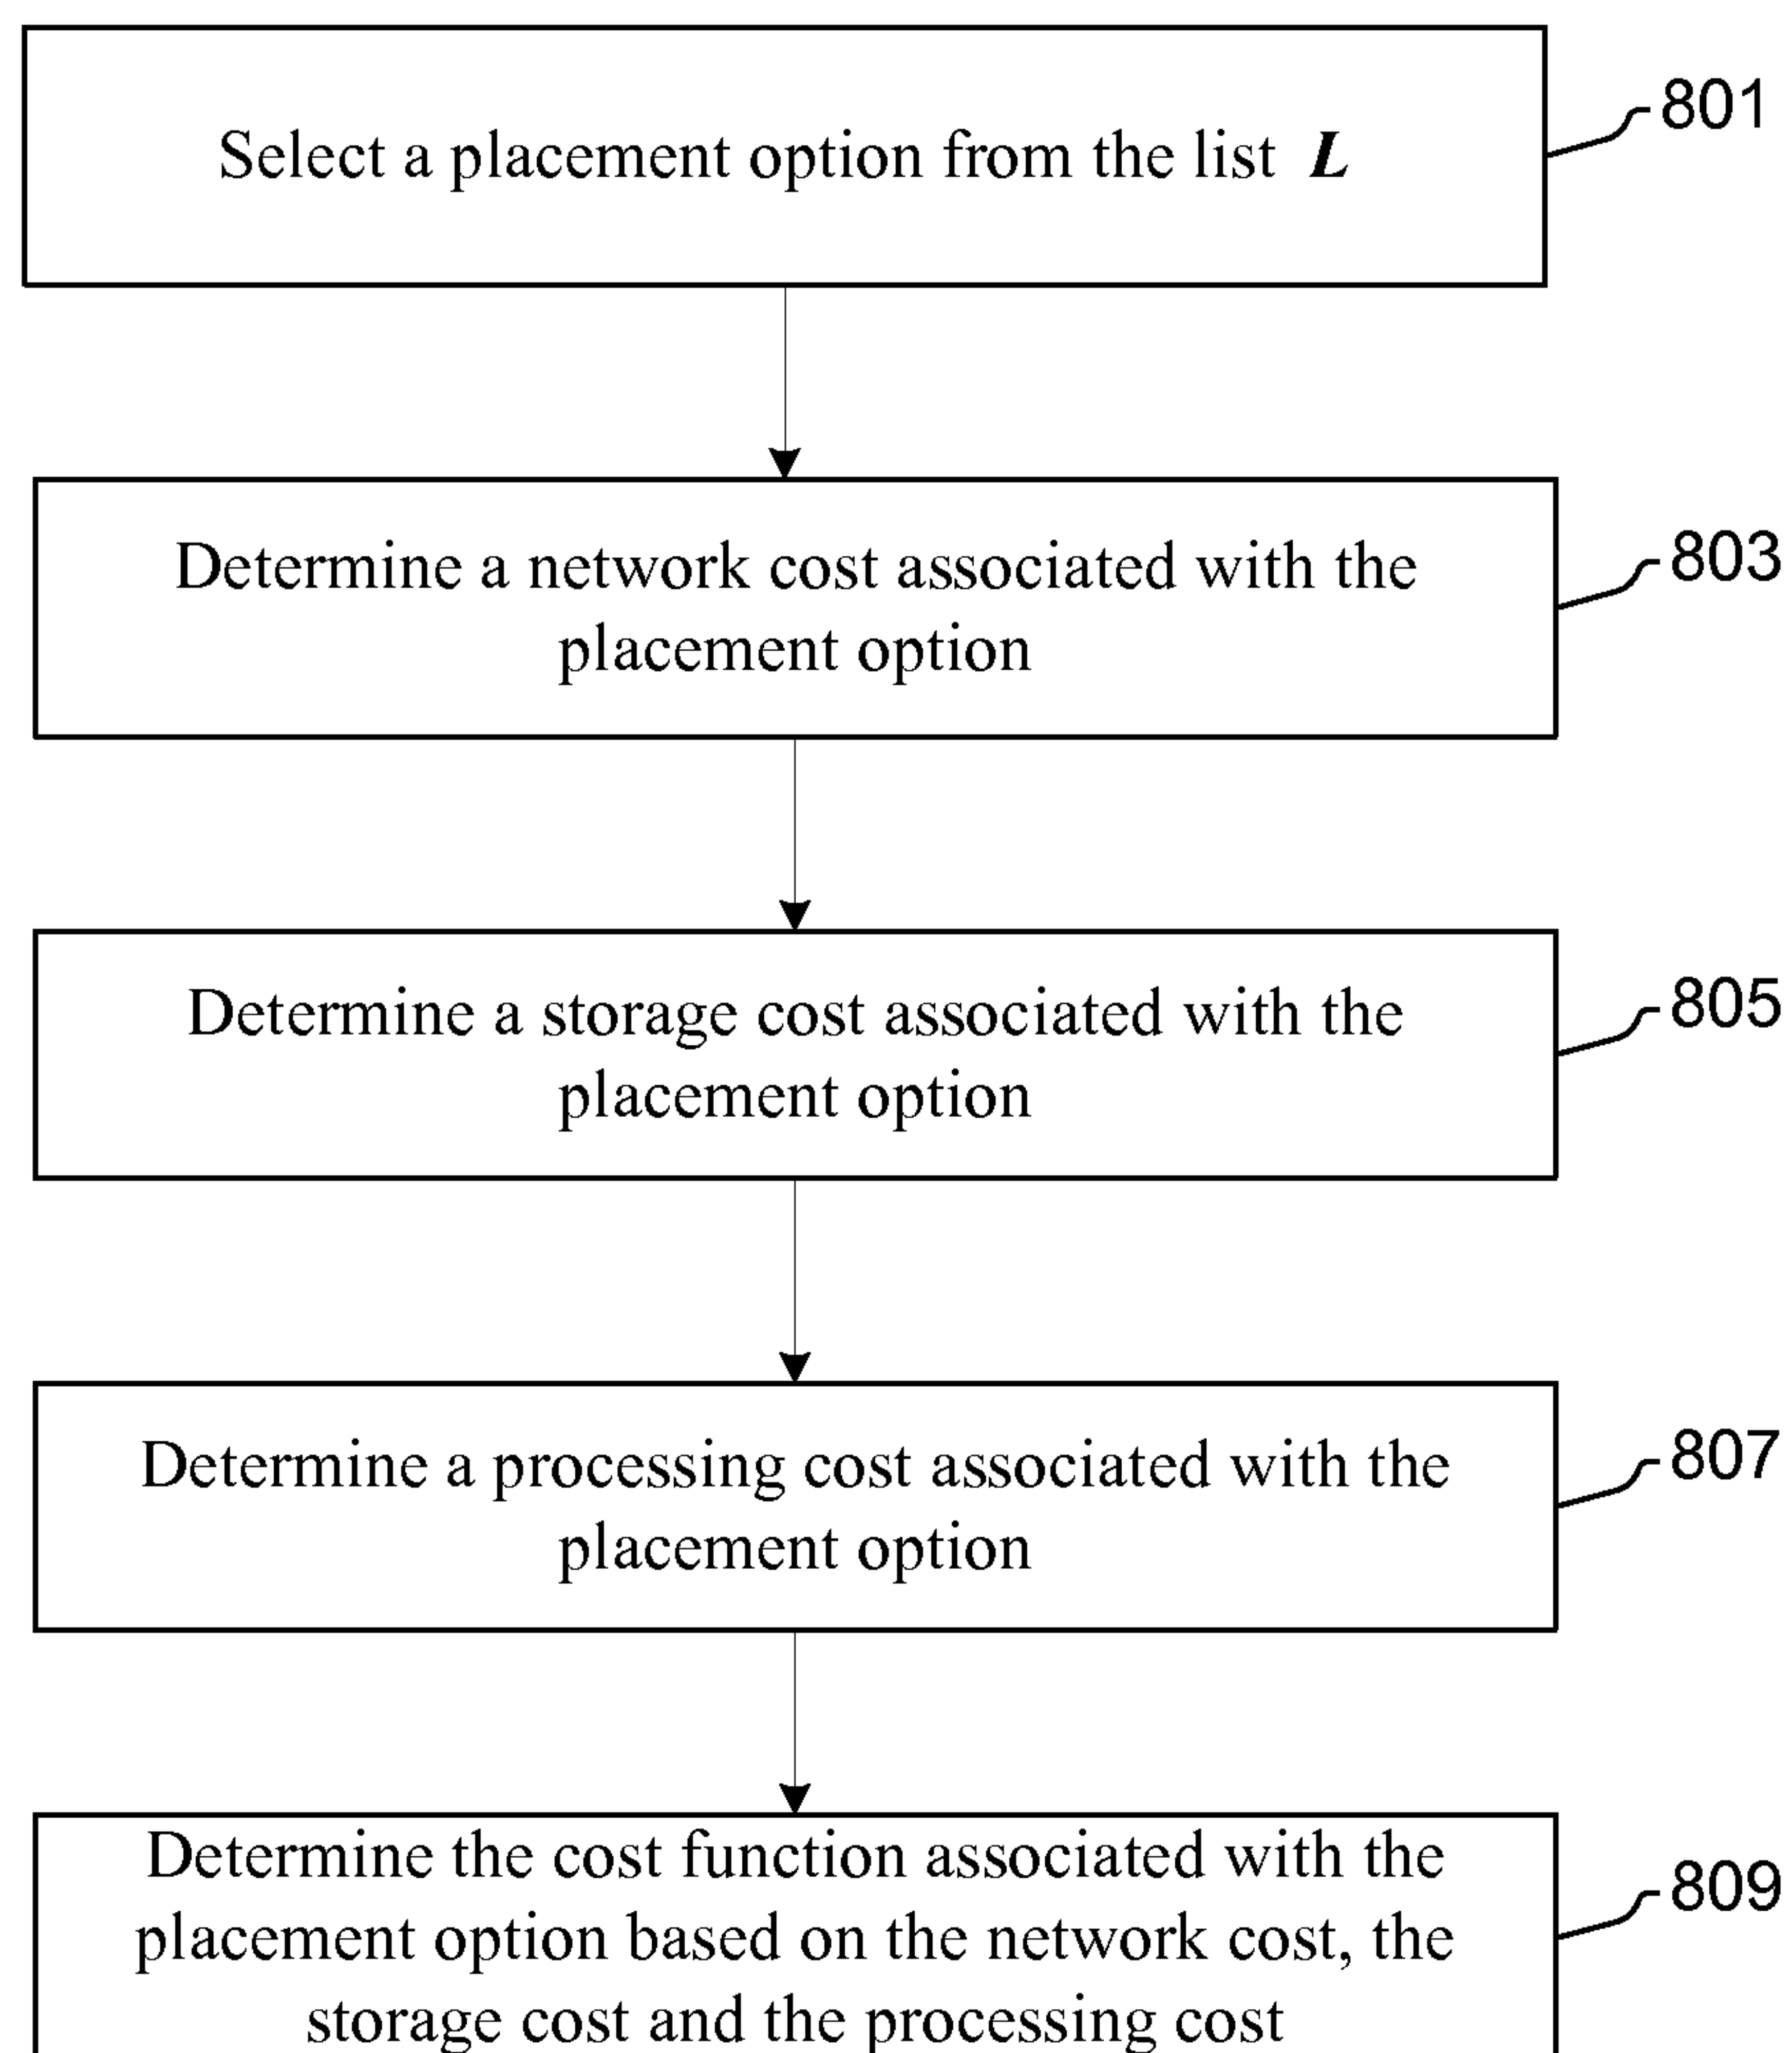 Select a placement option from the list L
801
Determine a network cost associated with the
placement option
803
Determine a storage cost associated with the
placement option
805
Determine a processing cost associated with the
placement option
807
Determine the cost function associated with the
placement option based on the network cost, the
storage cost and the processing cost
809